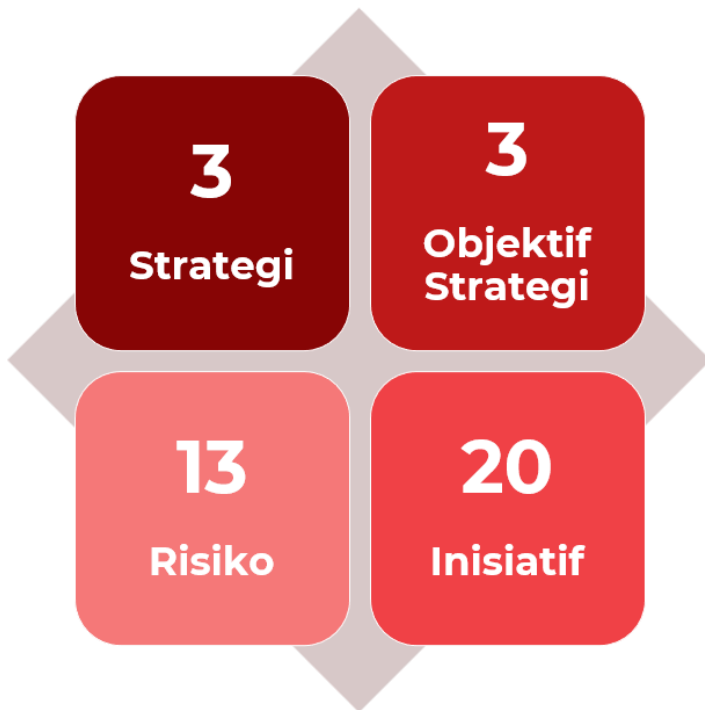 3
Strategi
3
Objektif
Strategi
13
Risiko
20
Inisiatif